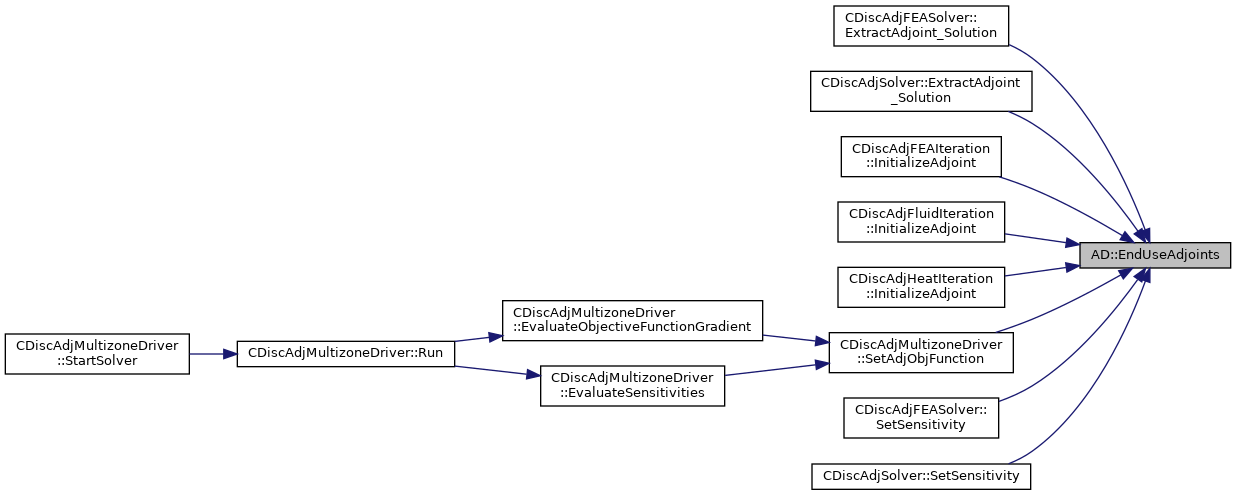 CDiscAdjFEASolver::
ExtractAdjoint_Solution
CDiscAdjSolver::ExtractAdjoint
_Solution
CDiscAdjFEAIteration
::InitializeAdjoint
CDiscAdjFluidIteration
::InitializeAdjoint
AD::EndUseAdjoints
CDiscAdjHeatIteration
::InitializeAdjoint
CDiscAdjMultizoneDriver
::EvaluateObjectiveFunctionGradient
CDiscAdjMultizoneDriver
::StartSolver
CDiscAdjMultizoneDriver::Run
CDiscAdjMultizoneDriver
::SetAdjObjFunction
CDiscAdjMultizoneDriver
::EvaluateSensitivities
CDiscAdjFEASolver::
SetSensitivity
CDiscAdjSolver::SetSensitivity